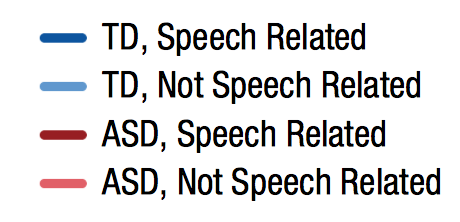 TD, Speech Related
TD, Not Speech Related
ASD, Speech Related
ASD, Not Speech Related